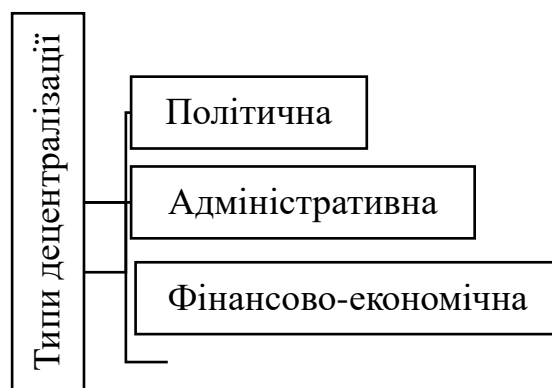 Типи децентралізації
Політична
Адміністративна
Фінансово-економічна